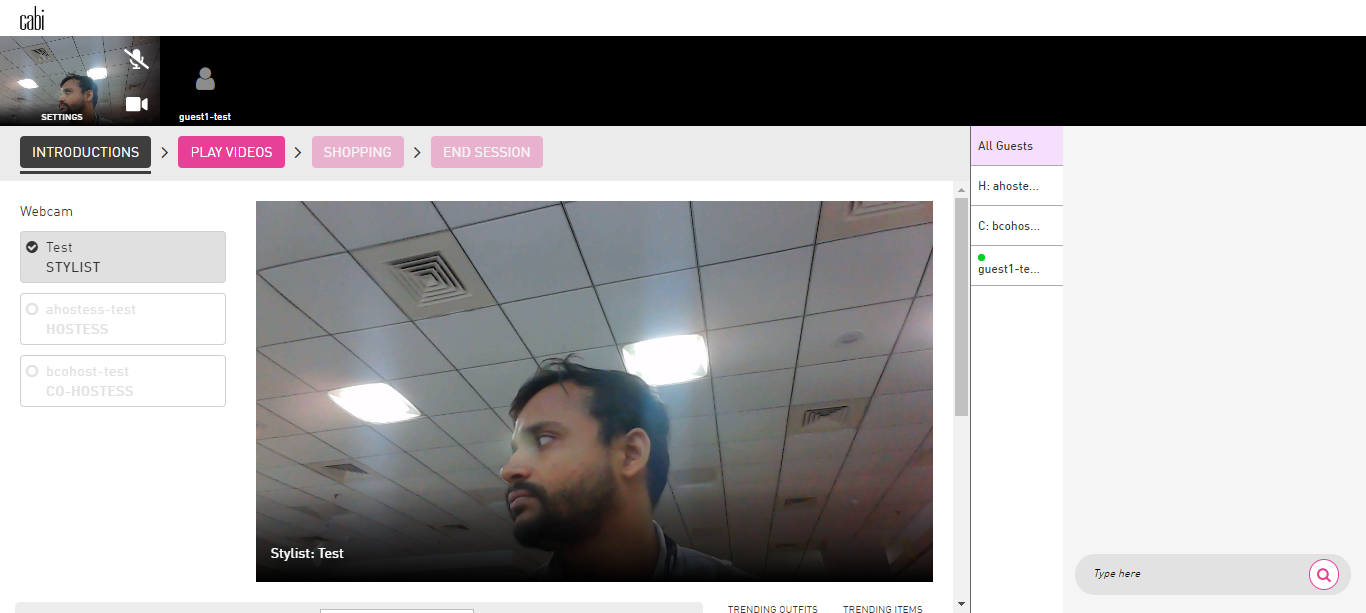 cabi
SETTINGS
guest1-test
INTRODUCTIONS
PLAY VIDEOS
SHOPPING
END SESSION
Webcam
Test
STYLIST
ahostess-test
HOSTESS
bcohost-test
CO-HOSTESS
Stylist: Test
TRENDING OUTFITS
TRENDING ITEMS
All Guests
H: ahoste...
C: bcohos...
guest1-te...
Type here